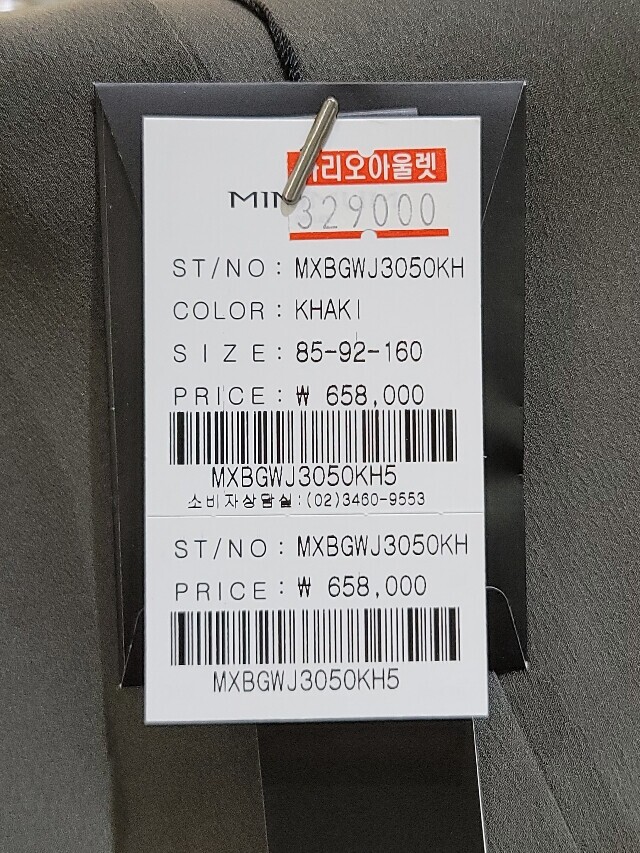 리오아울렛
MIN
329000
ST/NO: MXBGWJ3050KH
COLOR: KHAKI
SIZE: 85-92-160
PRICE: ₩ 658,000
MXBGWJ3050KH5
소비자상담실:(02)3460-9553
ST/NO: MXBGWJ3050KH
PRICE: ₩ 658,000
MXBGWJ3050KH5